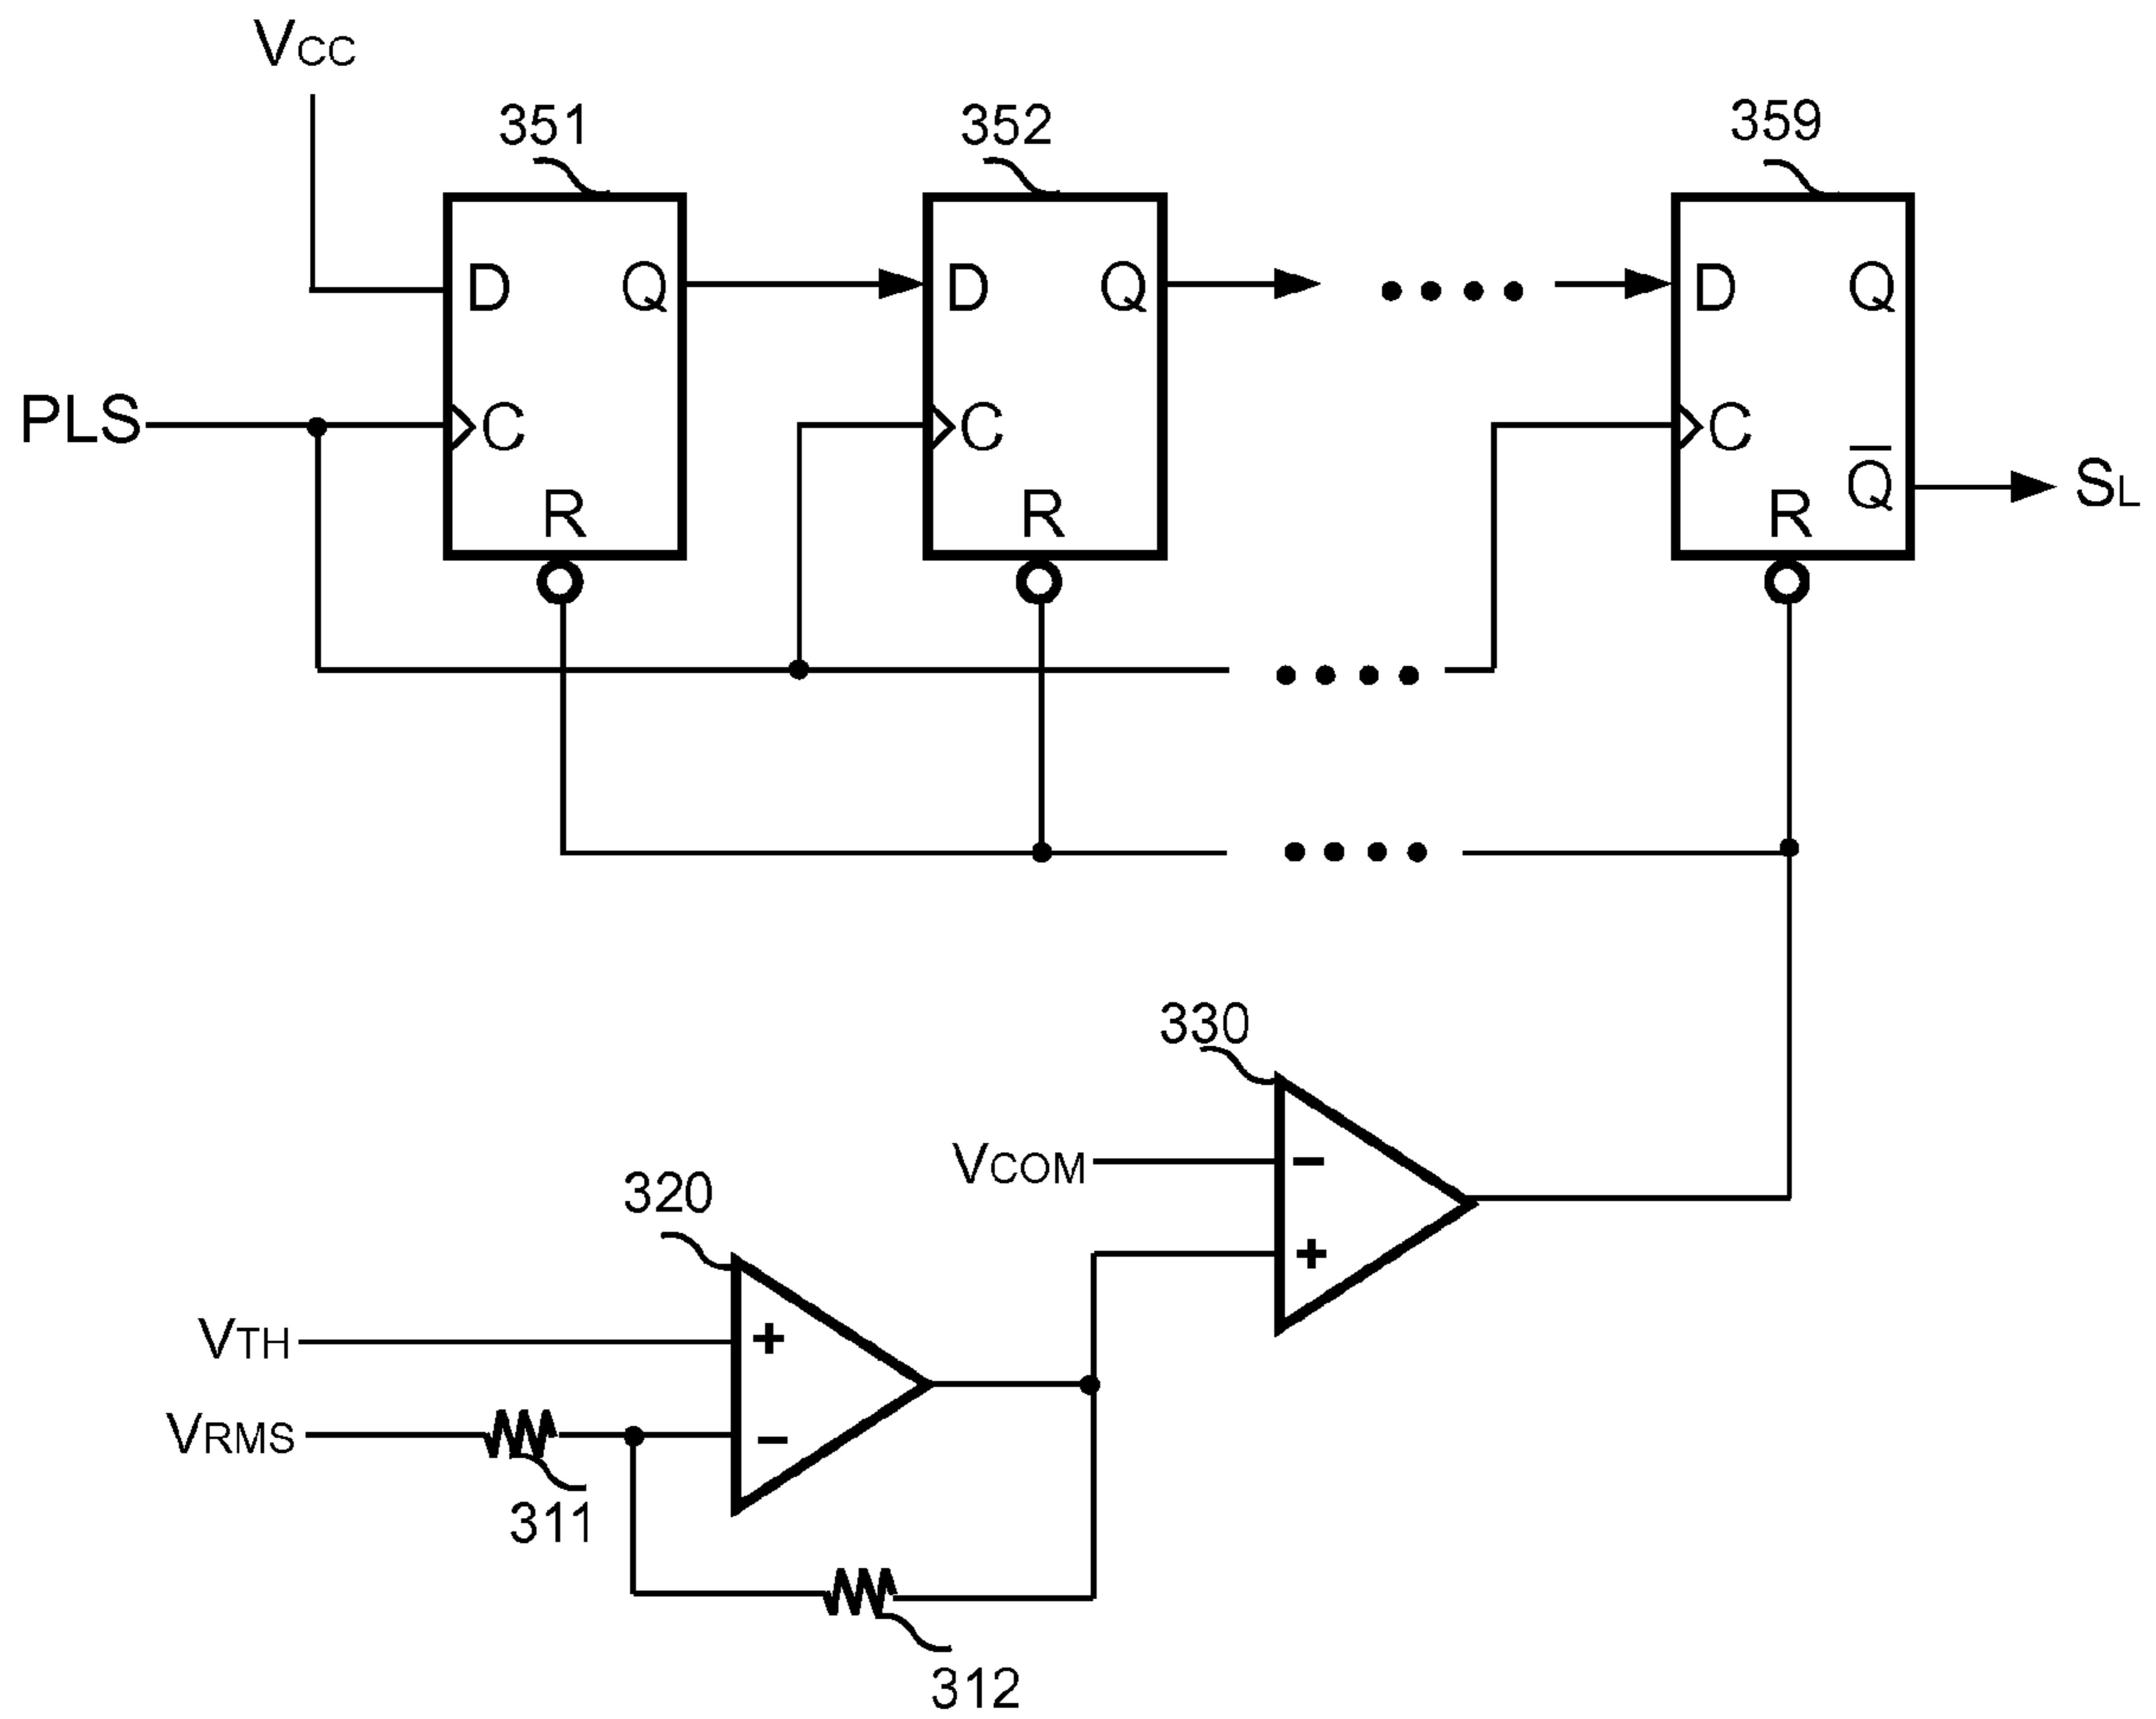 VCC
351
352
359
D
Q
D
Q
D
Q
PLS
C
C
C
R
R
R
Q̅
SL
330
VCOM
−
+
320
VTH
+
VRMS
−
311
312